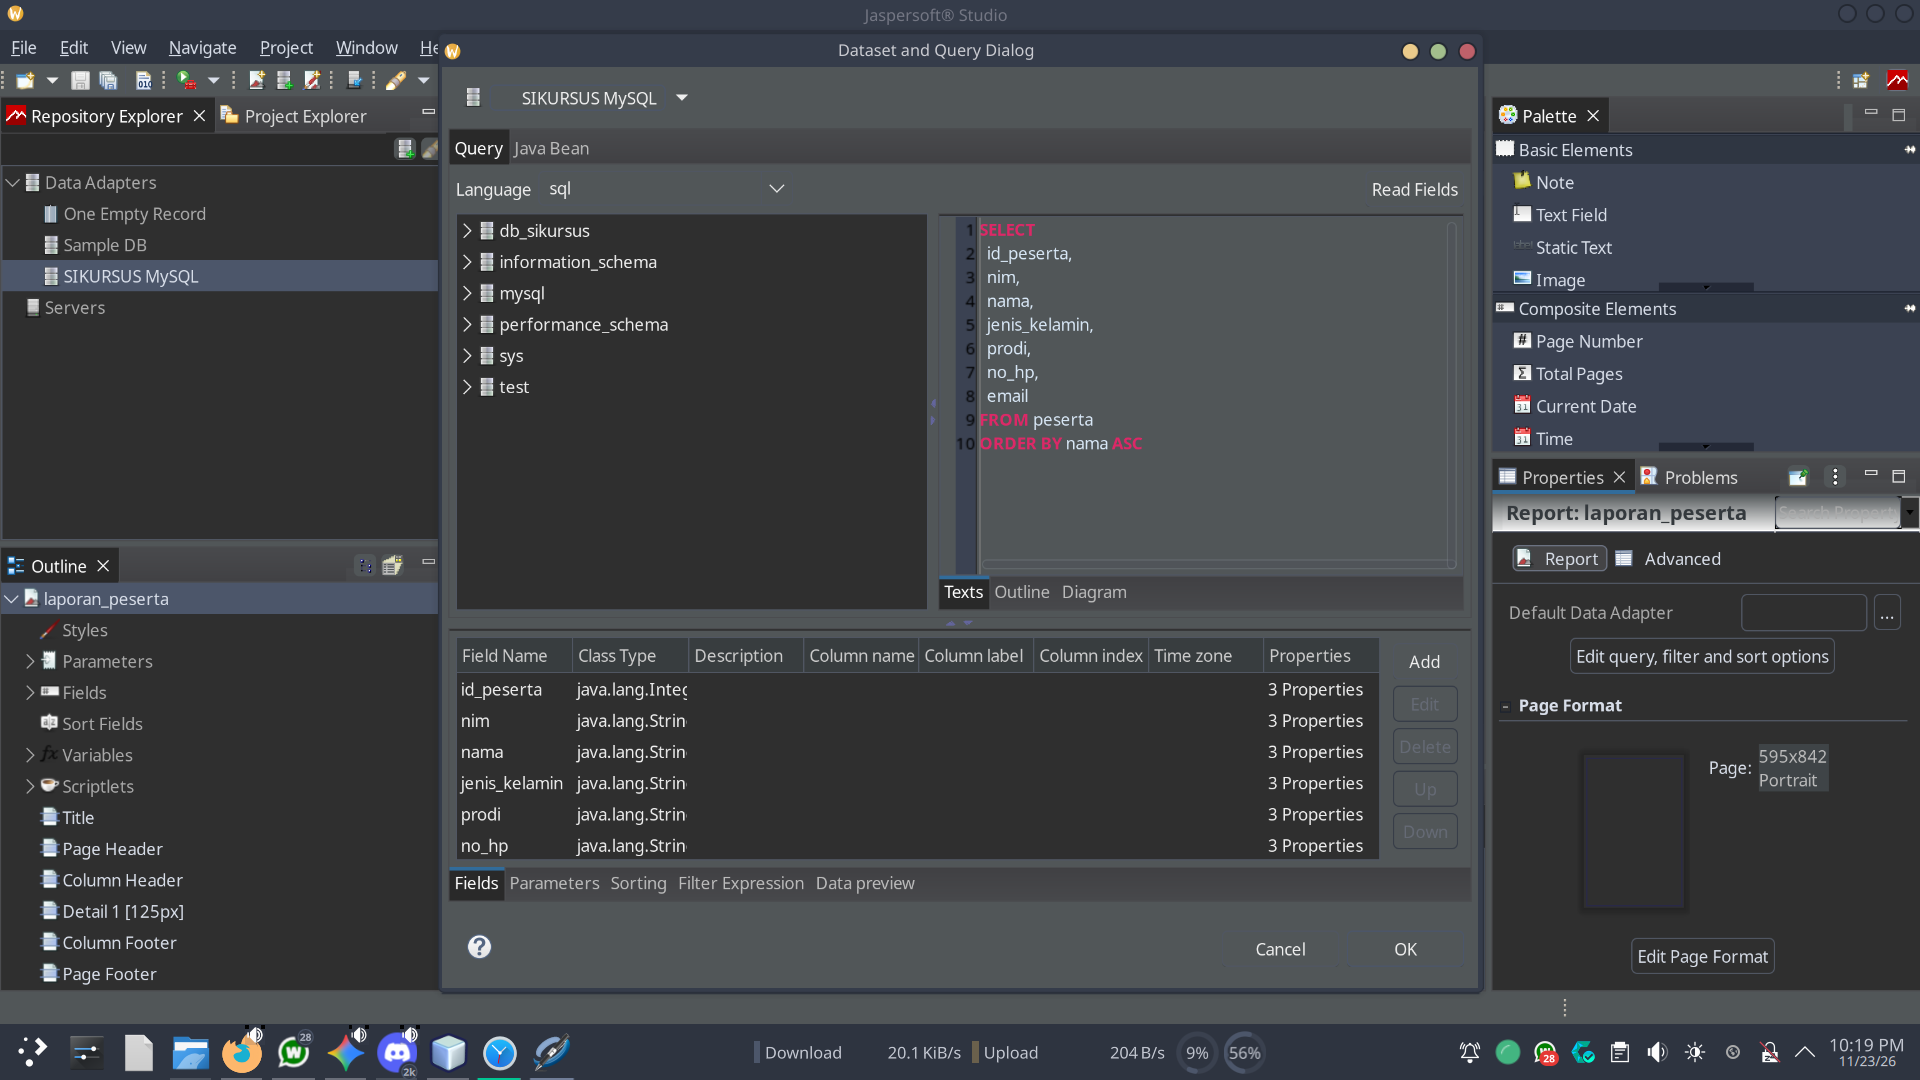 Jaspersoft® Studio
File Edit View Navigate Project Window
Dataset and Query Dialog
Repository Explorer
Project Explorer
Data Adapters
One Empty Record
Sample DB
SIKURSUS MySQL
Servers
Outline
laporan_peserta
Styles
Parameters
Fields
Sort Fields
Variables
Scriptlets
Title
Page Header
Column Header
Detail 1 [125px]
Column Footer
Page Footer
SIKURSUS MySQL
Query Java Bean
Language sql
Read Fields
db_sikursus
information_schema
mysql
performance_schema
sys
test
1 SELECT
2 id_peserta,
3 nim,
4 nama,
5 jenis_kelamin,
6 prodi,
7 no_hp,
8 email
9 FROM peserta
10 ORDER BY nama ASC
Texts Outline Diagram
Field Name Class Type Description Column name Column label Column index Time zone Properties
id_peserta java.lang.Integ 3 Properties
nim java.lang.Strin 3 Properties
nama java.lang.Strin 3 Properties
jenis_kelamin java.lang.Strin 3 Properties
prodi java.lang.Strin 3 Properties
no_hp java.lang.Strin 3 Properties
Add
Edit
Delete
Up
Down
Fields Parameters Sorting Filter Expression Data preview
Cancel OK
Palette
Basic Elements
Note
Text Field
Static Text
Image
Composite Elements
Page Number
Total Pages
Current Date
Time
Properties Problems
Report: laporan_peserta
Search Property
Report Advanced
Default Data Adapter ...
Edit query, filter and sort options
Page Format
Page: 595x842
Portrait
Edit Page Format
28
2k
Download 20.1 KiB/s Upload 204 B/s 9% 56%
28
10:19 PM
11/23/26